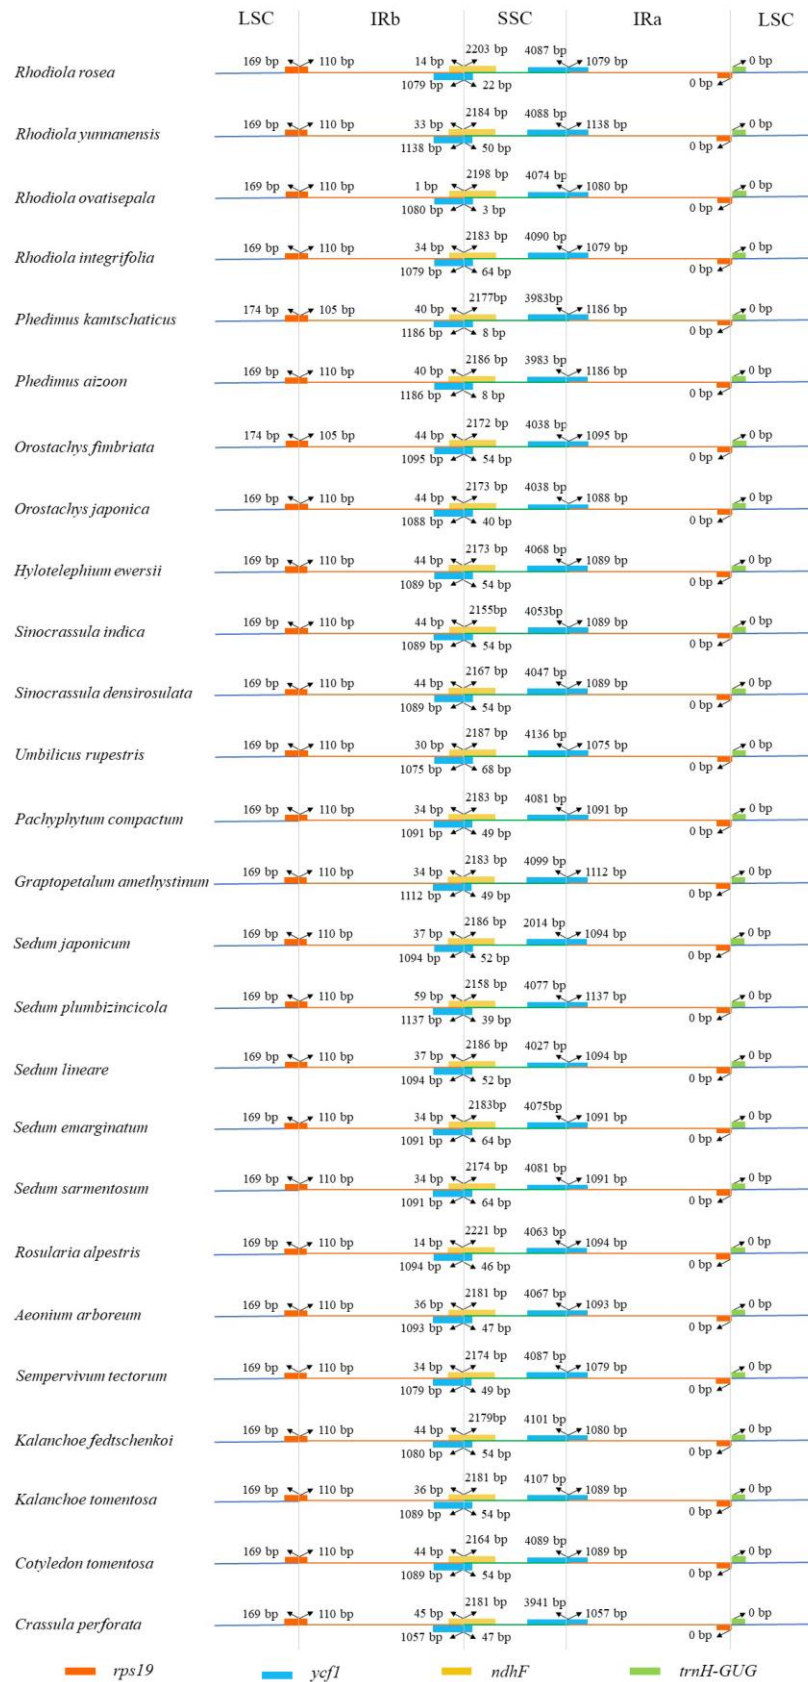 LSC IRb SSC IRa LSC
2203 bp 4087 bp
169 bp 110 bp 14 bp 1079 bp 0 bp
Rhodiola rosea
1079 bp 22 bp 0 bp
2184 bp 4088 bp
169 bp 110 bp 33 bp 1138 bp 0 bp
Rhodiola yunnanensis
1138 bp 50 bp 0 bp
2198 bp 4074 bp
169 bp 110 bp 1 bp 1080 bp 0 bp
Rhodiola ovatisepala
1080 bp 3 bp 0 bp
2183 bp 4090 bp
169 bp 110 bp 34 bp 1079 bp 0 bp
Rhodiola integrifolia
1079 bp 64 bp 0 bp
2177bp 3983bp
174 bp 105 bp 40 bp 1186 bp 0 bp
Phedimus kamtschaticus
1186 bp 8 bp 0 bp
2186 bp 3983 bp
169 bp 110 bp 40 bp 1186 bp 0 bp
Phedimus aizoon
1186 bp 8 bp 0 bp
2172 bp 4038 bp
174 bp 105 bp 44 bp 1095 bp 0 bp
Orostachys fimbriata
1095 bp 54 bp 0 bp
2173 bp 4038 bp
169 bp 110 bp 44 bp 1088 bp 0 bp
Orostachys japonica
1088 bp 40 bp 0 bp
2173 bp 4068 bp
169 bp 110 bp 44 bp 1089 bp 0 bp
Hylotelephium ewersii
1089 bp 54 bp 0 bp
2155bp 4053bp
169 bp 110 bp 44 bp 1089 bp 0 bp
Sinocrassula indica
1089 bp 54 bp 0 bp
2167 bp 4047 bp
169 bp 110 bp 44 bp 1089 bp 0 bp
Sinocrassula densirosulata
1089 bp 54 bp 0 bp
2187 bp 4136 bp
169 bp 110 bp 30 bp 1075 bp 0 bp
Umbilicus rupestris
1075 bp 68 bp 0 bp
2183 bp 4081 bp
169 bp 110 bp 34 bp 1091 bp 0 bp
Pachyphytum compactum
1091 bp 49 bp 0 bp
2183 bp 4099 bp
169 bp 110 bp 34 bp 1112 bp 0 bp
Graptopetalum amethystinum
1112 bp 49 bp 0 bp
2186 bp 2014 bp
169 bp 110 bp 37 bp 1094 bp 0 bp
Sedum japonicum
1094 bp 52 bp 0 bp
2158 bp 4077 bp
169 bp 110 bp 59 bp 1137 bp 0 bp
Sedum plumbizincicola
1137 bp 39 bp 0 bp
2186 bp 4027 bp
169 bp 110 bp 37 bp 1094 bp 0 bp
Sedum lineare
1094 bp 52 bp 0 bp
2183bp 4075bp
169 bp 110 bp 34 bp 1091 bp 0 bp
Sedum emarginatum
1091 bp 64 bp 0 bp
2174 bp 4081 bp
169 bp 110 bp 34 bp 1091 bp 0 bp
Sedum sarmentosum
1091 bp 64 bp 0 bp
2221 bp 4063 bp
169 bp 110 bp 14 bp 1094 bp 0 bp
Rosularia alpestris
1094 bp 46 bp 0 bp
2181 bp 4067 bp
169 bp 110 bp 36 bp 1093 bp 0 bp
Aeonium arboreum
1093 bp 47 bp 0 bp
2174 bp 4087 bp
169 bp 110 bp 34 bp 1079 bp 0 bp
Sempervivum tectorum
1079 bp 49 bp 0 bp
2179bp 4101 bp
169 bp 110 bp 44 bp 1080 bp 0 bp
Kalanchoe fedtschenkoi
1080 bp 54 bp 0 bp
2181 bp 4107 bp
169 bp 110 bp 36 bp 1089 bp 0 bp
Kalanchoe tomentosa
1089 bp 54 bp 0 bp
2164 bp 4089 bp
169 bp 110 bp 44 bp 1089 bp 0 bp
Cotyledon tomentosa
1089 bp 54 bp 0 bp
2181 bp 3941 bp
169 bp 110 bp 45 bp 1057 bp 0 bp
Crassula perforata
1057 bp 47 bp 0 bp
rps19 ycf1 ndhF trnH-GUG